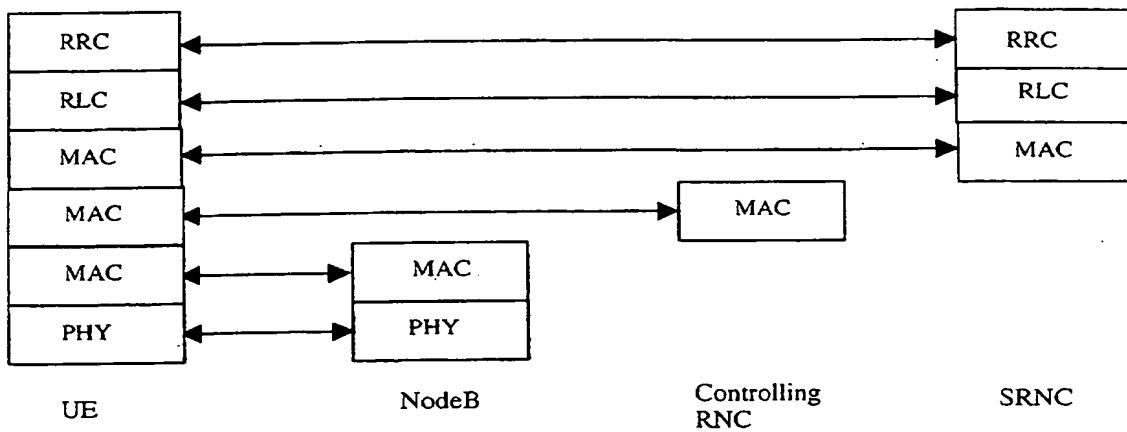 RRC RRC
RLC RLC
MAC MAC
MAC MAC
MAC MAC
PHY PHY
UE NodeB Controlling RNC SRNC